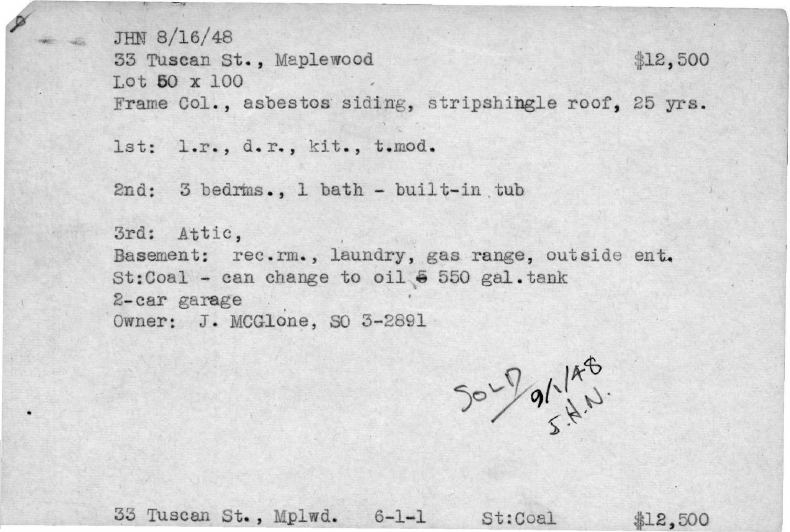 JHN 8/16/48
33 Tuscan St., Maplewood $12,500
Lot 50 x 100
Frame Col., asbestos siding, stripshingle roof, 25 yrs.
1st: l.r., d.r., kit., t.mod.
2nd: 3 bedrms., 1 bath - built-in tub
3rd: Attic,
Basement: rec.rm., laundry, gas range, outside ent.
St:Coal - can change to oil 550 gal.tank
2-car garage
Owner: J. MCGlone, SO 3-2891
SOLD 9/1/48
J.H.N.
33 Tuscan St., Mplwd. 6-1-1 St:Coal $12,500